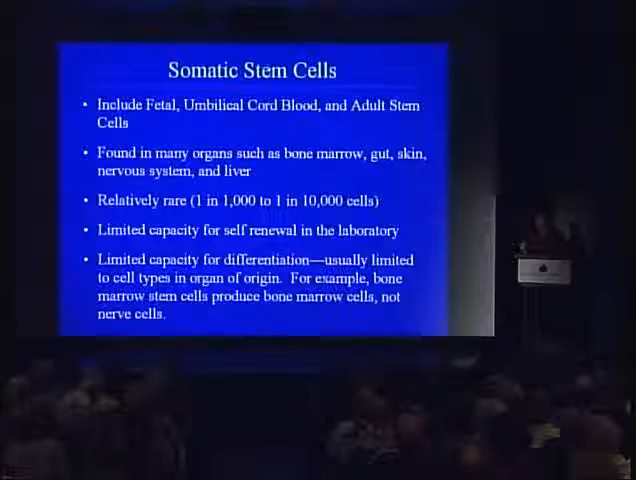 Somatic Stem Cells
• Include Fetal, Umbilical Cord Blood, and Adult Stem
Cells
• Found in many organs such as bone marrow, gut, skin,
nervous system, and liver
• Relatively rare (1 in 1,000 to 1 in 10,000 cells)
• Limited capacity for self renewal in the laboratory
• Limited capacity for differentiation—usually limited
to cell types in organ of origin.  For example, bone
marrow stem cells produce bone marrow cells, not
nerve cells.